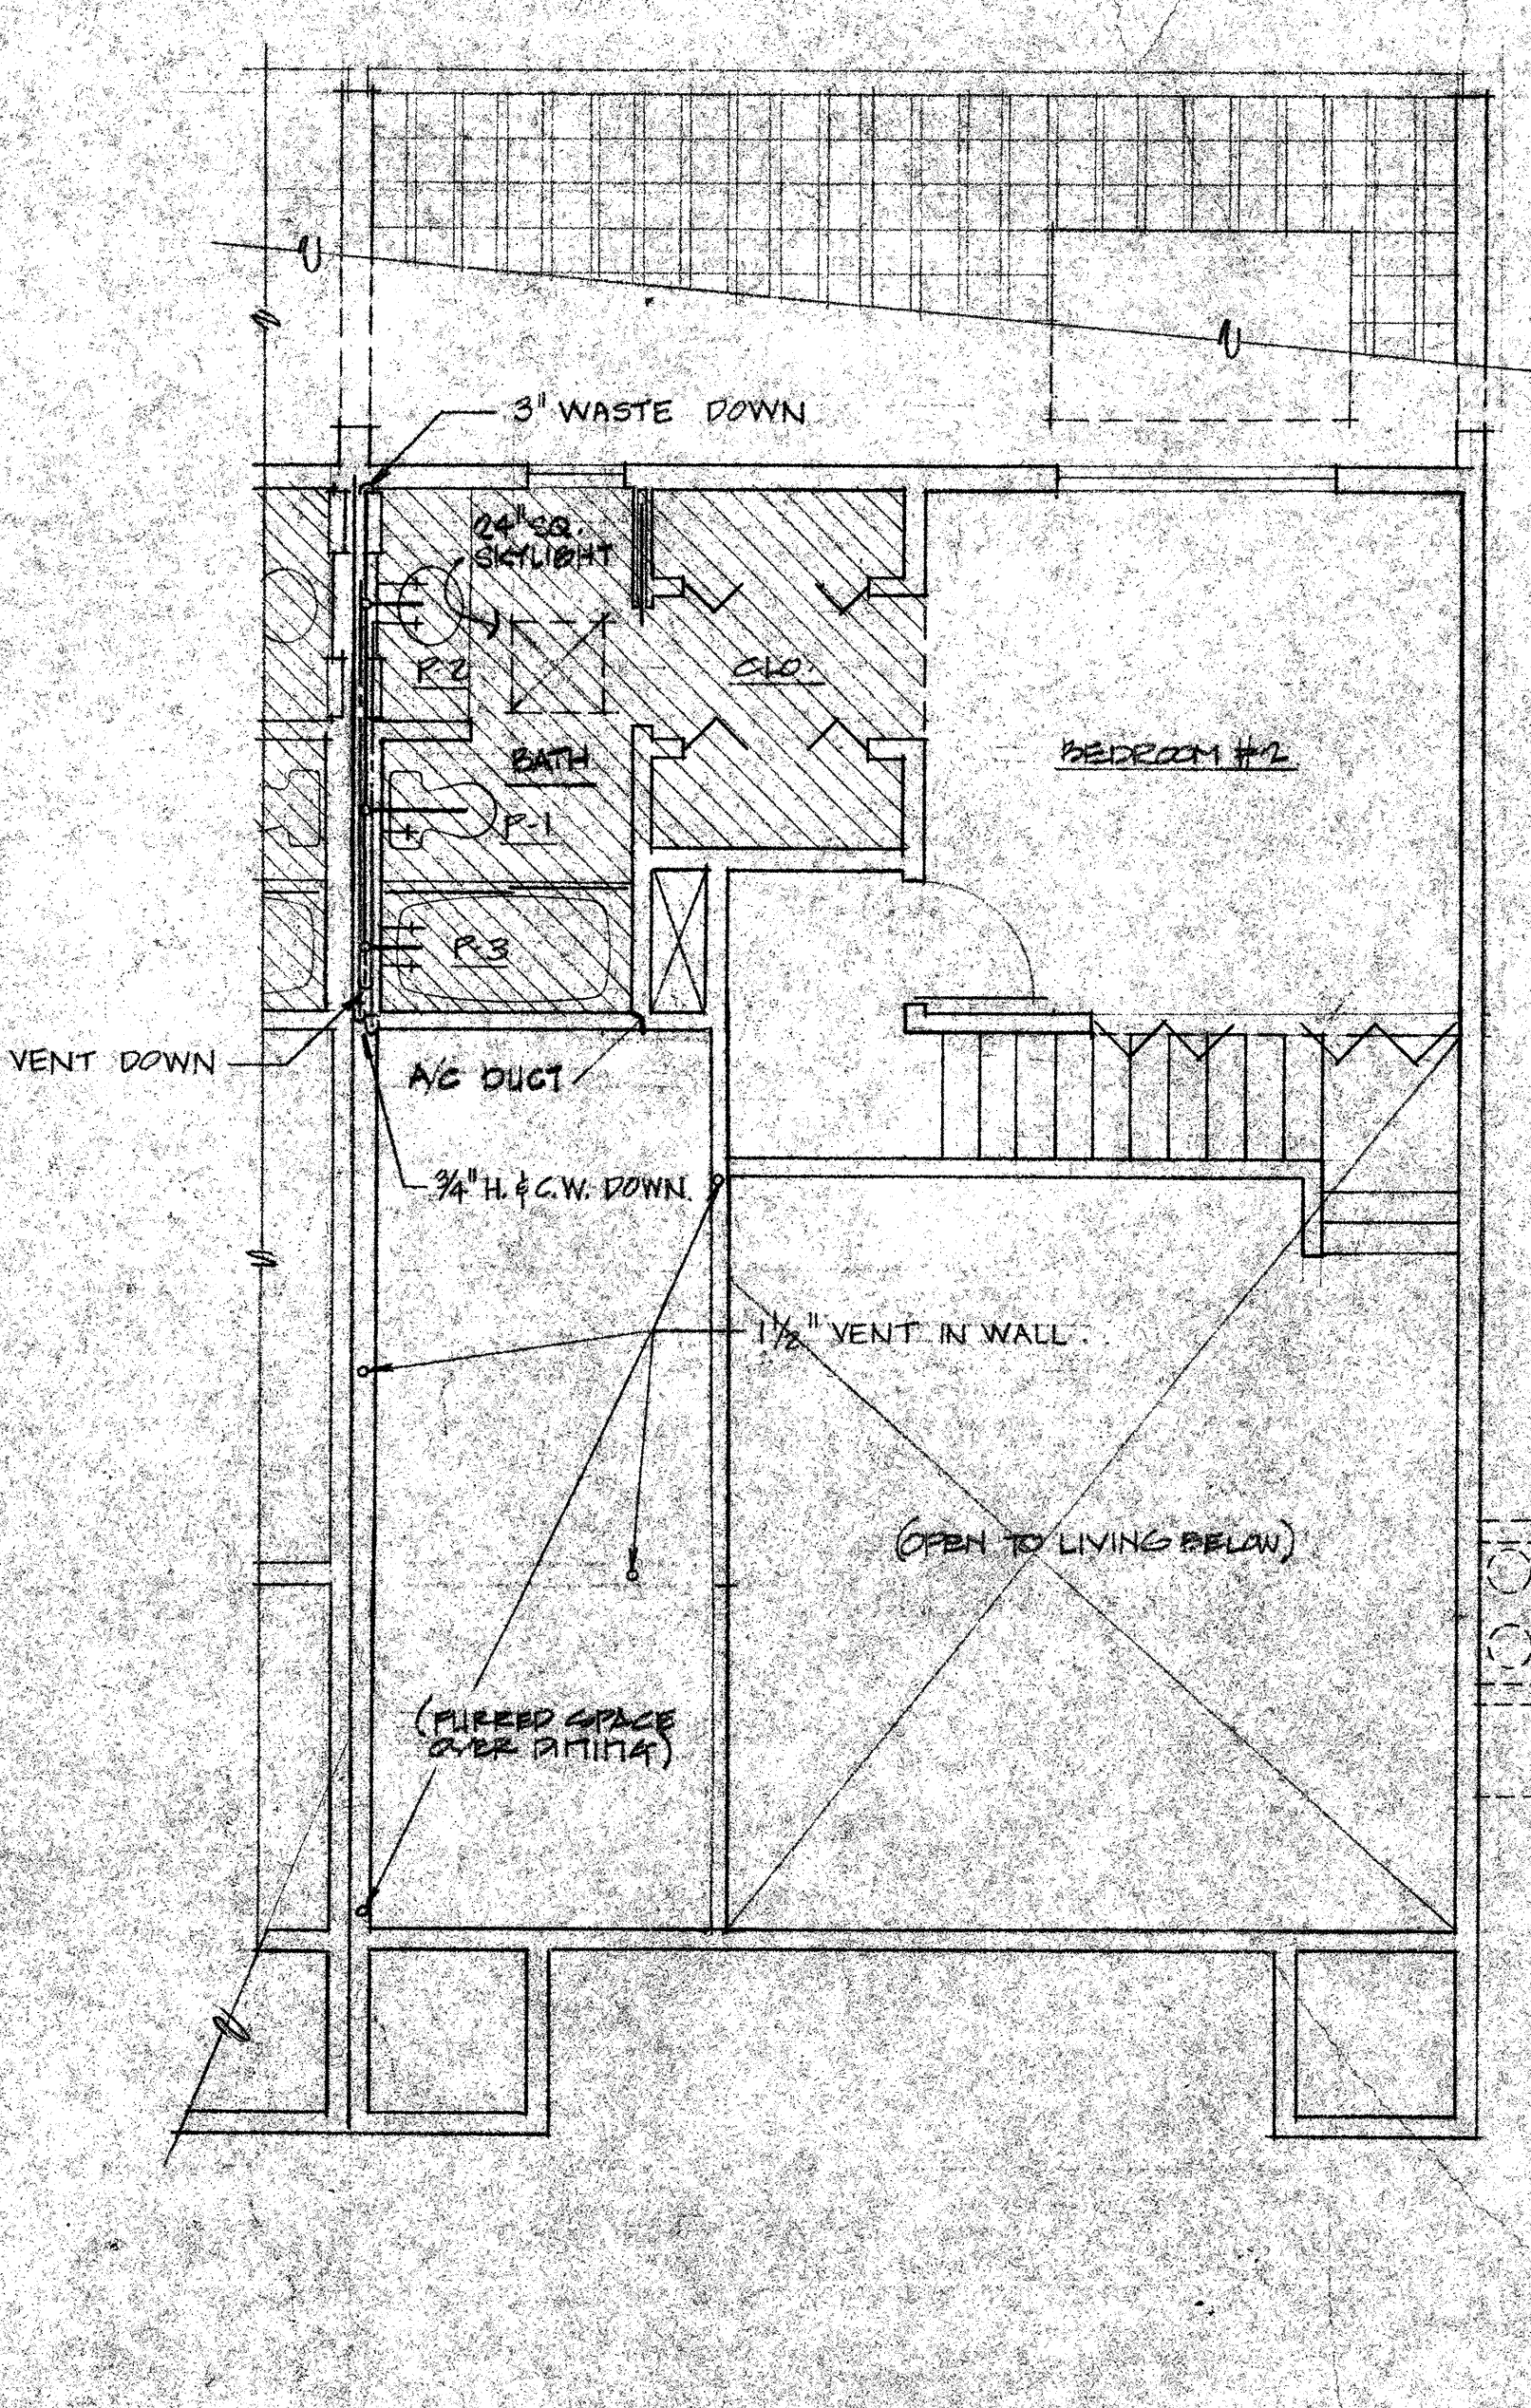 3" WASTE DOWN
24" SQ.
SKYLIGHT
P-2
CLO.
BATH
BEDROOM #2
P-1
P-3
VENT DOWN
A/C DUCT
3/4" H. & C.W. DOWN.
1 1/2" VENT IN WALL.
(OPEN TO LIVING BELOW)
(FURRED SPACE
OVER DINING)